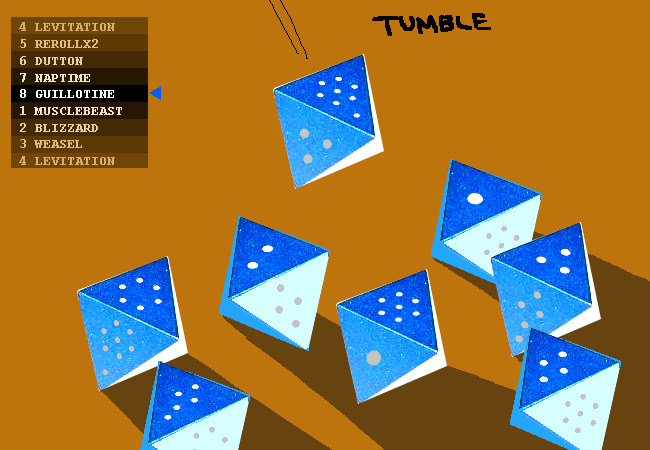 TUMBLE
4 LEVITATION
5 REROLLX2
6 DUTTON
7 NAPTIME
8 GUILLOTINE
1 MUSCLEBEAST
2 BLIZZARD
3 WEASEL
4 LEVITATION